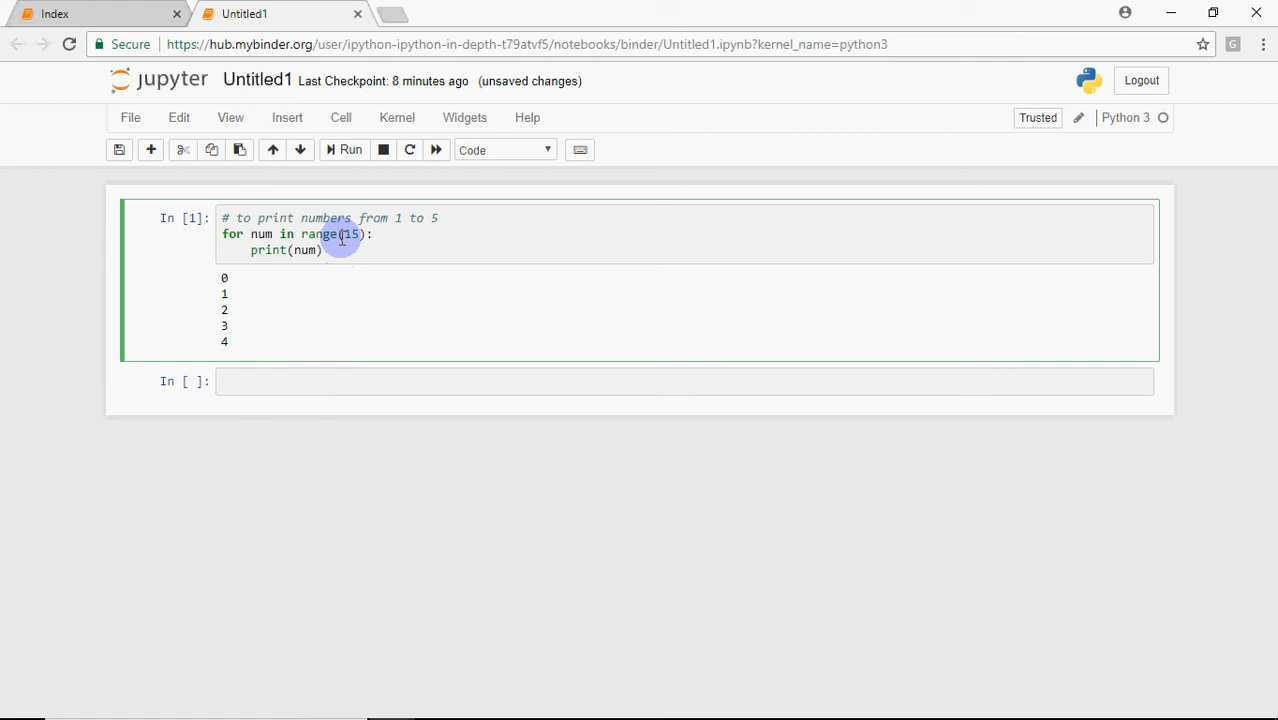 Index
Untitled1
Secure
https://hub.mybinder.org/user/ipython-ipython-in-depth-t79atvf5/notebooks/binder/Untitled1.ipynb?kernel_name=python3
G
jupyter Untitled1 Last Checkpoint: 8 minutes ago (unsaved changes)
Logout
File Edit View Insert Cell Kernel Widgets Help
Trusted
Python 3
Run
Code
In [1]:
# to print numbers from 1 to 5
for num in range(15):
print(num)
0
1
2
3
4
In [ ]: